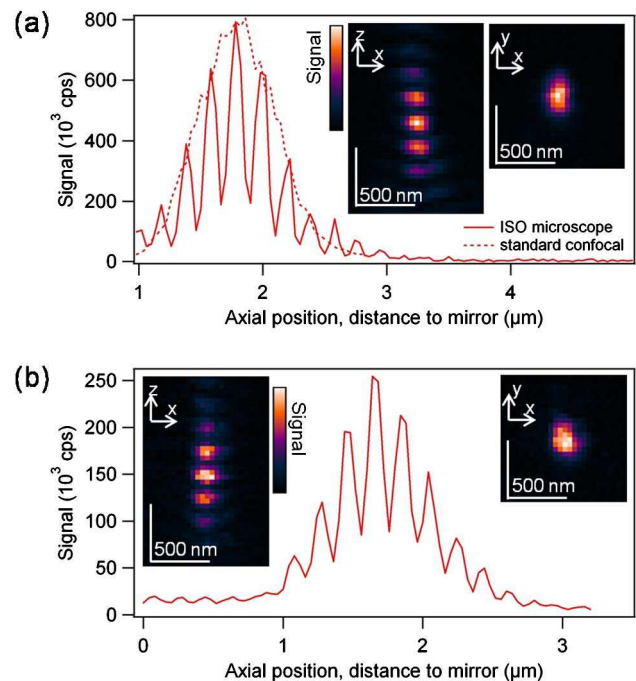 (a)
800
600
400
200
0
Signal (10³ cps)
1
2
3
4
Axial position, distance to mirror (µm)
Signal
z
x
500 nm
y
x
500 nm
ISO microscope
standard confocal
(b)
250
200
150
100
50
0
Signal (10³ cps)
0
1
2
3
Axial position, distance to mirror (µm)
z
x
500 nm
Signal
y
x
500 nm